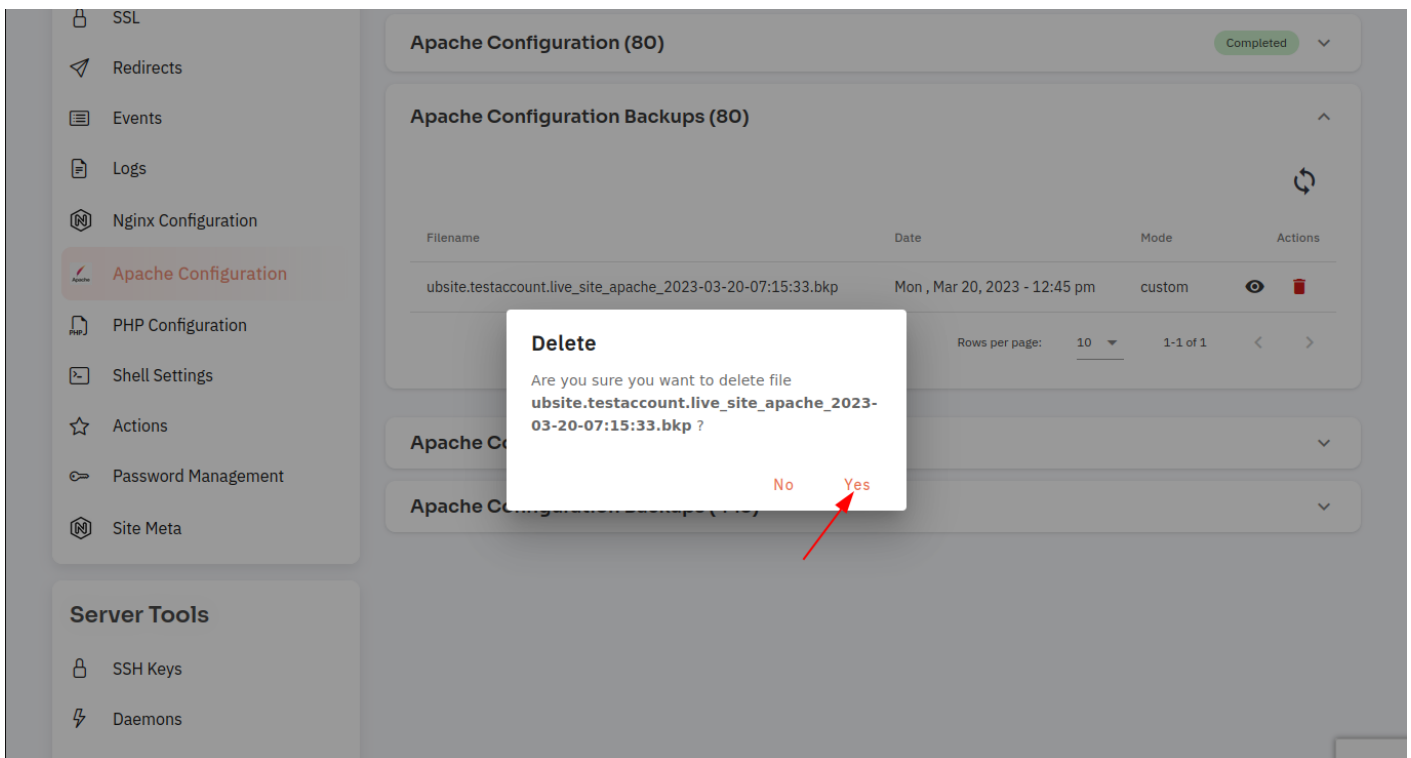 SSL
Redirects
Events
Logs
Nginx Configuration
Apache
Apache Configuration
PHP
PHP Configuration
Shell Settings
Actions
Password Management
Site Meta
Server Tools
SSH Keys
Daemons
Apache Configuration (80)
Completed
Apache Configuration Backups (80)
Filename Date Mode Actions
ubsite.testaccount.live_site_apache_2023-03-20-07:15:33.bkp Mon , Mar 20, 2023 - 12:45 pm custom
Rows per page: 10 1-1 of 1
Delete
Are you sure you want to delete file
ubsite.testaccount.live_site_apache_2023-
03-20-07:15:33.bkp ?
No Yes
Apache
Apache